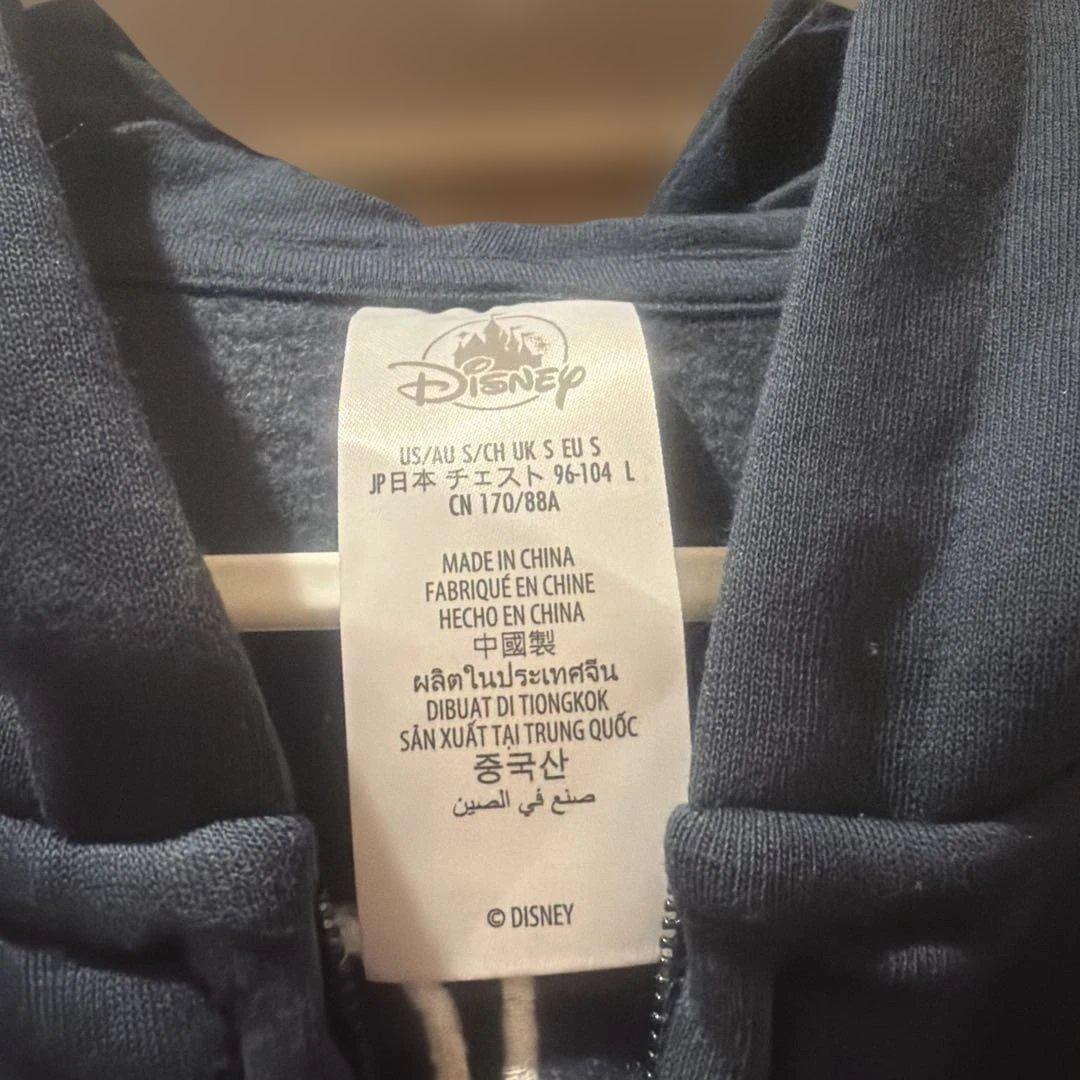 Disney
US/AU S/CH UK S EU S
JP日本 チェスト 96-104 L
CN 170/88A
MADE IN CHINA
FABRIQUÉ EN CHINE
HECHO EN CHINA
中國製
ผลิตในประเทศจีน
DIBUAT DI TIONGKOK
SẢN XUẤT TẠI TRUNG QUỐC
중국산
صنع في الصين
© DISNEY